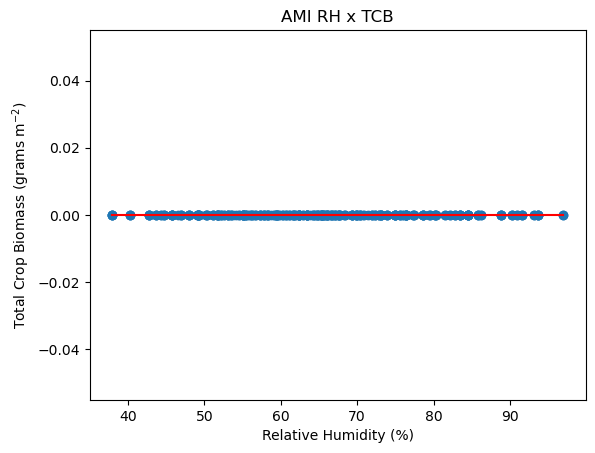 AMI RH x TCB
Total Crop Biomass (grams m⁻²)
0.04
0.02
0.00
−0.02
−0.04
40 50 60 70 80 90
Relative Humidity (%)